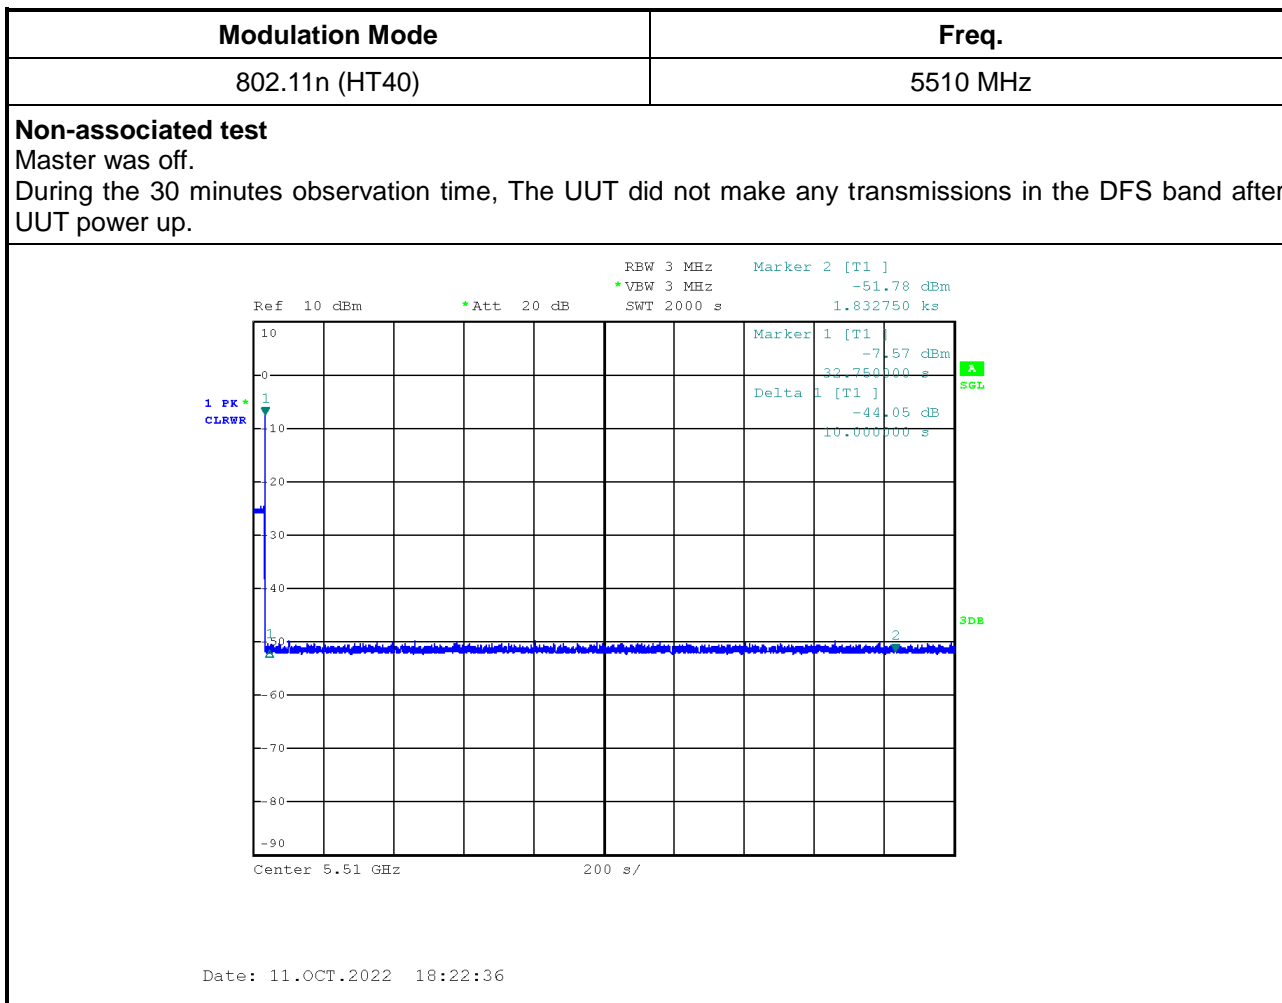 Modulation Mode Freq.
802.11n (HT40) 5510 MHz
Non-associated test
Master was off.
During the 30 minutes observation time, The UUT did not make any transmissions in the DFS band after
UUT power up.
RBW 3 MHz Marker 2 [T1 ]
*VBW 3 MHz -51.78 dBm
Ref 10 dBm *Att 20 dB SWT 2000 s 1.832750 ks
10 Marker 1 [T1 ]
-7.57 dBm
0 32.750000 s A
SGL
Delta 1 [T1 ]
1 PK* 1 -44.05 dB
CLRWR -10 10.000000 s
-20
-30
-40
3DB
1 -50 2
-60
-70
-80
-90
Center 5.51 GHz 200 s/
Date: 11.OCT.2022 18:22:36